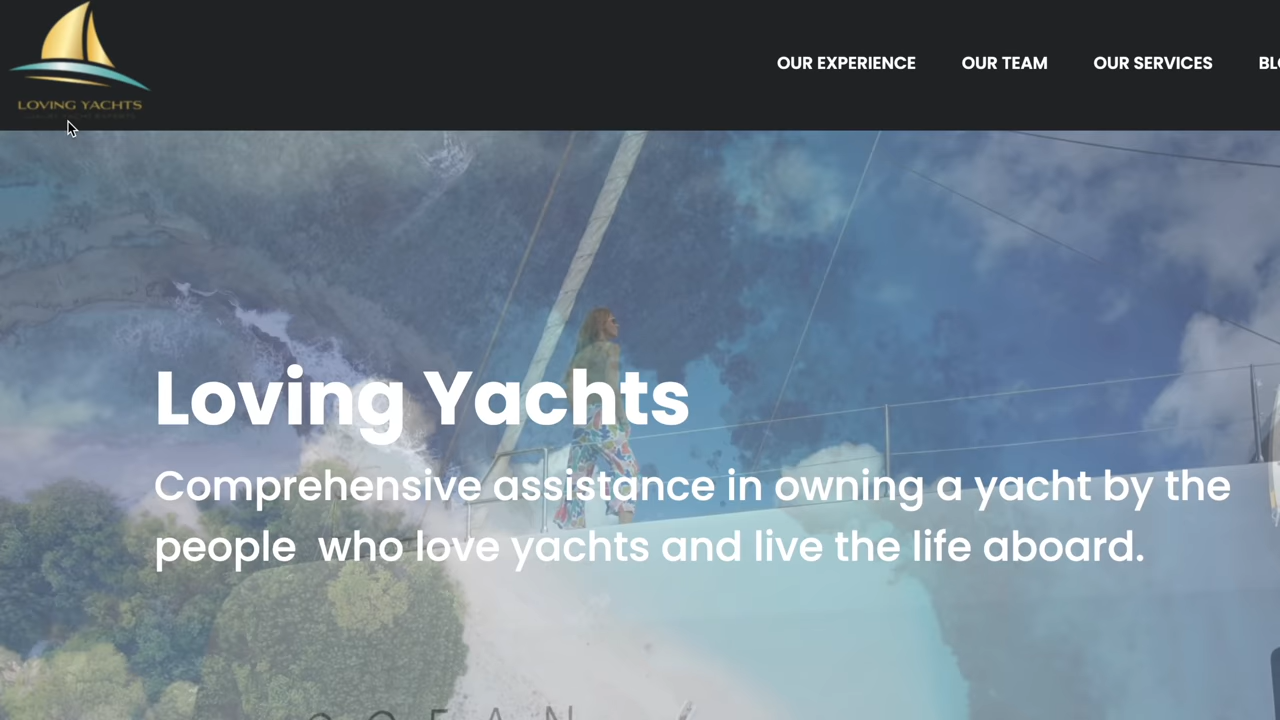 LOVING YACHTS
OUR EXPERIENCE OUR TEAM OUR SERVICES
Loving Yachts
Comprehensive assistance in owning a yacht by the
people who love yachts and live the life aboard.
OCEAN